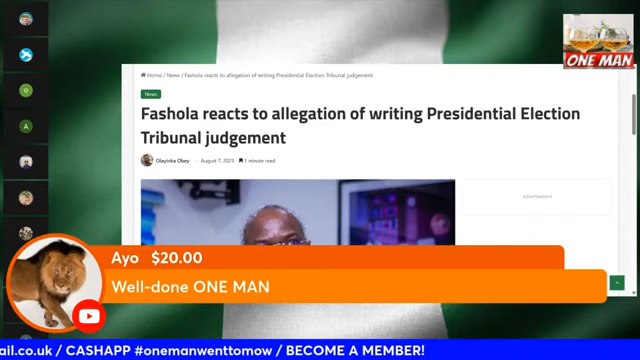 ONE MAN
Home / News / Fashola reacts to allegation of writing Presidential Election Tribunal judgement
News
Fashola reacts to allegation of writing Presidential Election
Tribunal judgement
Olayinka Obey - August 7, 2023 1 minute read
Advertisement
O
A
Ayo $20.00
Well-done ONE MAN
ail.co.uk / CASHAPP #onemanwenttomow / BECOME A MEMBER!